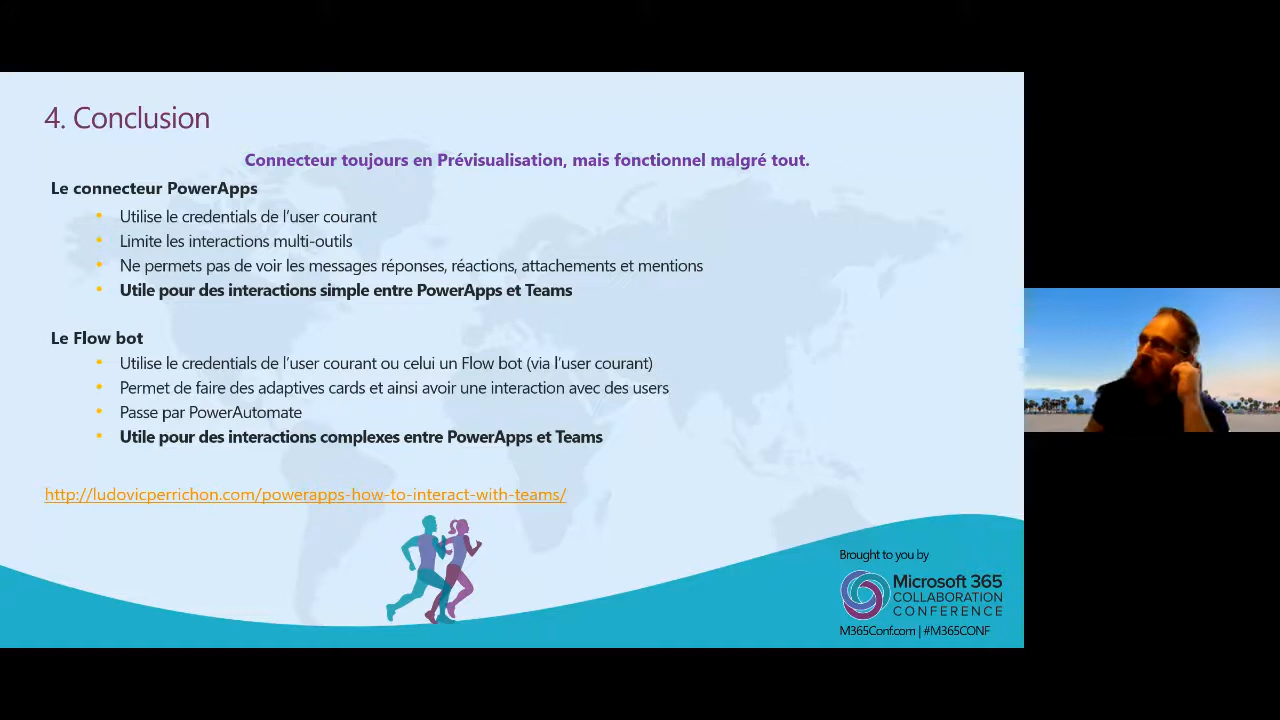 4. Conclusion
Connecteur toujours en Prévisualisation, mais fonctionnel malgré tout.
Le connecteur PowerApps
• Utilise le credentials de l'user courant
• Limite les interactions multi-outils
• Ne permets pas de voir les messages réponses, réactions, attachements et mentions
• Utile pour des interactions simple entre PowerApps et Teams
Le Flow bot
• Utilise le credentials de l'user courant ou celui un Flow bot (via l'user courant)
• Permet de faire des adaptives cards et ainsi avoir une interaction avec des users
• Passe par PowerAutomate
• Utile pour des interactions complexes entre PowerApps et Teams
http://ludovicperrichon.com/powerapps-how-to-interact-with-teams/
Brought to you by
Microsoft 365
COLLABORATION
CONFERENCE
M365Conf.com | #M365CONF